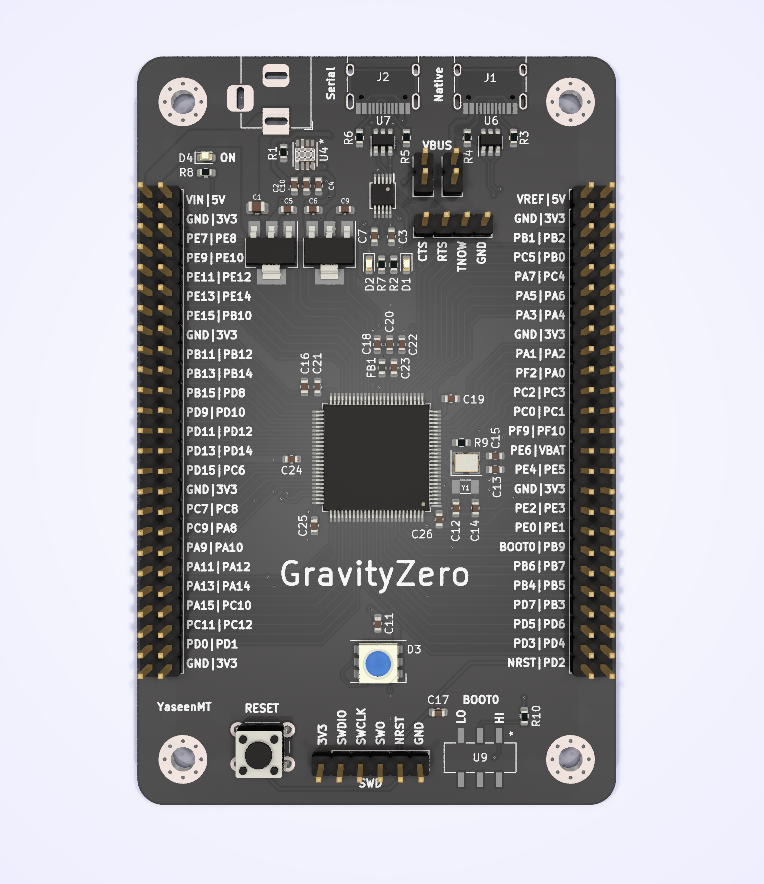 Serial
J2
Native
J1
U7
U6
R6
R5
VBUS
R4
R3
D4 ON
R8
R1
U4
*
C2
C10
C4
C1
C5
C6
C9
C7
C3
CTS
RTS
TNOW
GND
D2
R7
R2
D1
VIN|5V
GND|3V3
PE7|PE8
PE9|PE10
PE11|PE12
PE13|PE14
PE15|PB10
GND|3V3
PB11|PB12
PB13|PB14
PB15|PD8
PD9|PD10
PD11|PD12
PD13|PD14
PD15|PC6
GND|3V3
PC7|PC8
PC9|PA8
PA9|PA10
PA11|PA12
PA13|PA14
PA15|PC10
PC11|PC12
PD0|PD1
GND|3V3
VREF|5V
GND|3V3
PB1|PB2
PC5|PB0
PA7|PC4
PA5|PA6
PA3|PA4
GND|3V3
PA1|PA2
PF2|PA0
PC2|PC3
PC0|PC1
PF9|PF10
PE6|VBAT
PE4|PE5
GND|3V3
PE2|PE3
PE0|PE1
BOOT0|PB9
PB6|PB7
PB4|PB5
PD7|PB3
PD5|PD6
PD3|PD4
NRST|PD2
C20
C18
C22
FB1
C23
C16
C21
C19
R9
C15
C24
Y1
C13
C25
C26
C12
C14
GravityZero
C11
D3
YaseenMT
RESET
3V3
SWDIO
SWCLK
SWO
NRST
GND
SWD
C17
BOOT0
LO
HI
R10
*
U9